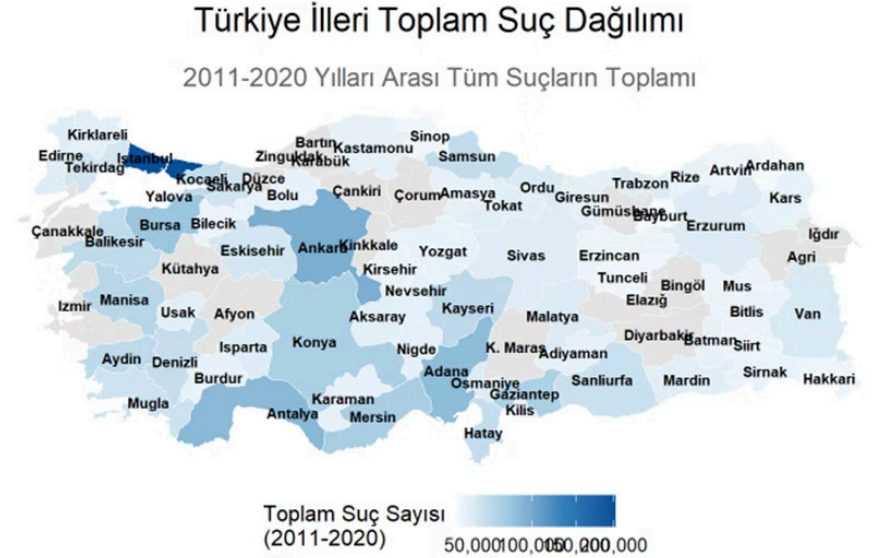 Türkiye İlleri Toplam Suç Dağılımı
2011-2020 Yılları Arası Tüm Suçların Toplamı
Kirklareli
Edirne
Tekirdag
Istanbul
Kocaeli
Sakarya
Düzce
Zinguldak
Bartın
Karabük
Kastamonu
Sinop
Samsun
Yalova
Bolu
Çankiri
Çorum
Amasya
Tokat
Ordu
Giresun
Trabzon
Rize
Artvin
Ardahan
Gümüshane
Bayburt
Kars
Erzurum
Iğdır
Agri
Çanakkale
Balikesir
Bursa
Bilecik
Eskisehir
Ankara
Kinkkale
Yozgat
Sivas
Erzincan
Kütahya
Kirsehir
Nevsehir
Kayseri
Tunceli
Bingöl
Mus
Elazığ
Bitlis
Van
Izmir
Manisa
Usak
Afyon
Konya
Aksaray
Malatya
Diyarbakir
Batman
Siirt
Aydin
Denizli
Isparta
Burdur
Nigde
Adana
K. Maras
Adiyaman
Osmaniye
Gaziantep
Kilis
Sanliurfa
Mardin
Sirnak
Hakkari
Mugla
Antalya
Karaman
Mersin
Hatay
Toplam Suç Sayısı
(2011-2020)
50,000 100,000 150,000 200,000